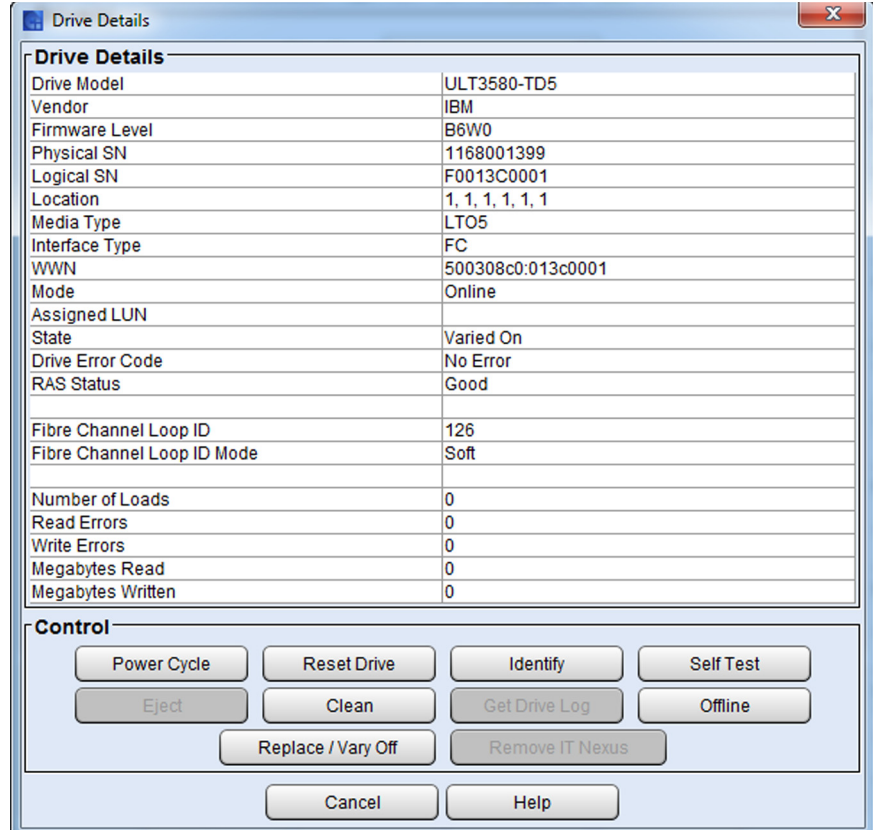 Drive Details
Drive Details
Drive Model ULT3580-TD5
Vendor IBM
Firmware Level B6W0
Physical SN 1168001399
Logical SN F0013C0001
Location 1, 1, 1, 1, 1, 1
Media Type LTO5
Interface Type FC
WWN 500308c0:013c0001
Mode Online
Assigned LUN
State Varied On
Drive Error Code No Error
RAS Status Good
Fibre Channel Loop ID 126
Fibre Channel Loop ID Mode Soft
Number of Loads 0
Read Errors 0
Write Errors 0
Megabytes Read 0
Megabytes Written 0
Control
Power Cycle Reset Drive Identify Self Test
Eject Clean Get Drive Log Offline
Replace / Vary Off Remove IT Nexus
Cancel Help